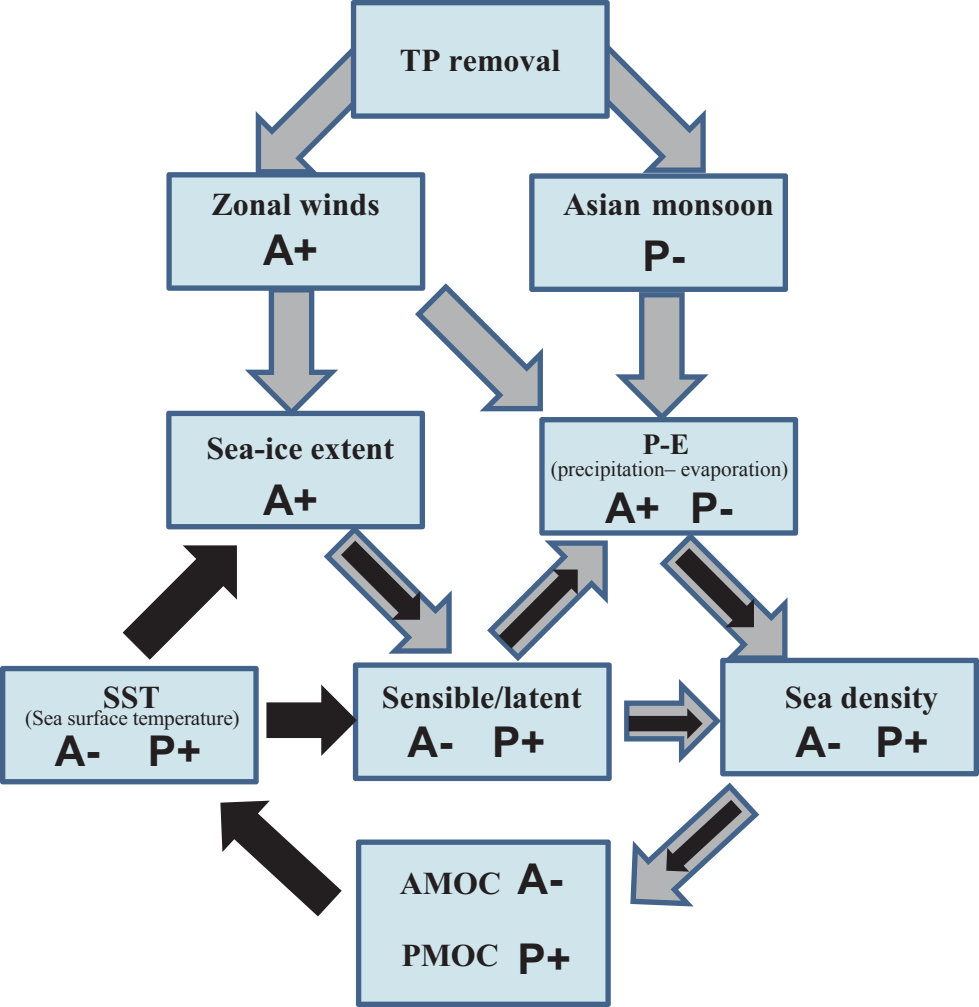 TP removal
Zonal winds
A+
Asian monsoon
P-
Sea-ice extent
A+
P-E
(precipitation– evaporation)
A+ P-
SST
(Sea surface temperature)
A- P+
Sensible/latent
A- P+
Sea density
A- P+
AMOC A-
PMOC P+